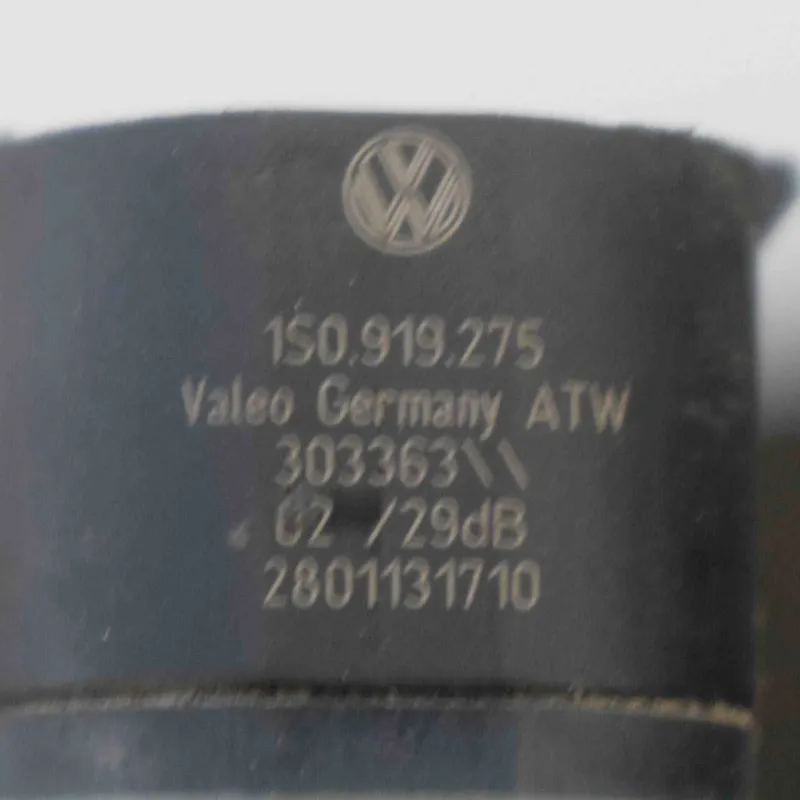 1S0.919.275
Valeo Germany ATW
303363\\
02 /29dB
2801131710